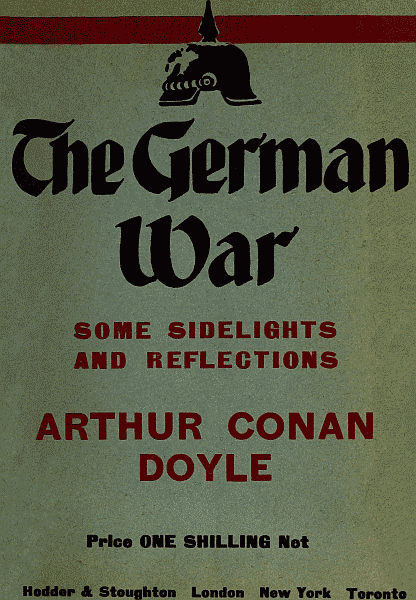 The German
War
SOME SIDELIGHTS
AND REFLECTIONS
ARTHUR CONAN
DOYLE
Price ONE SHILLING Net
Hodder & Stoughton London New York Toronto